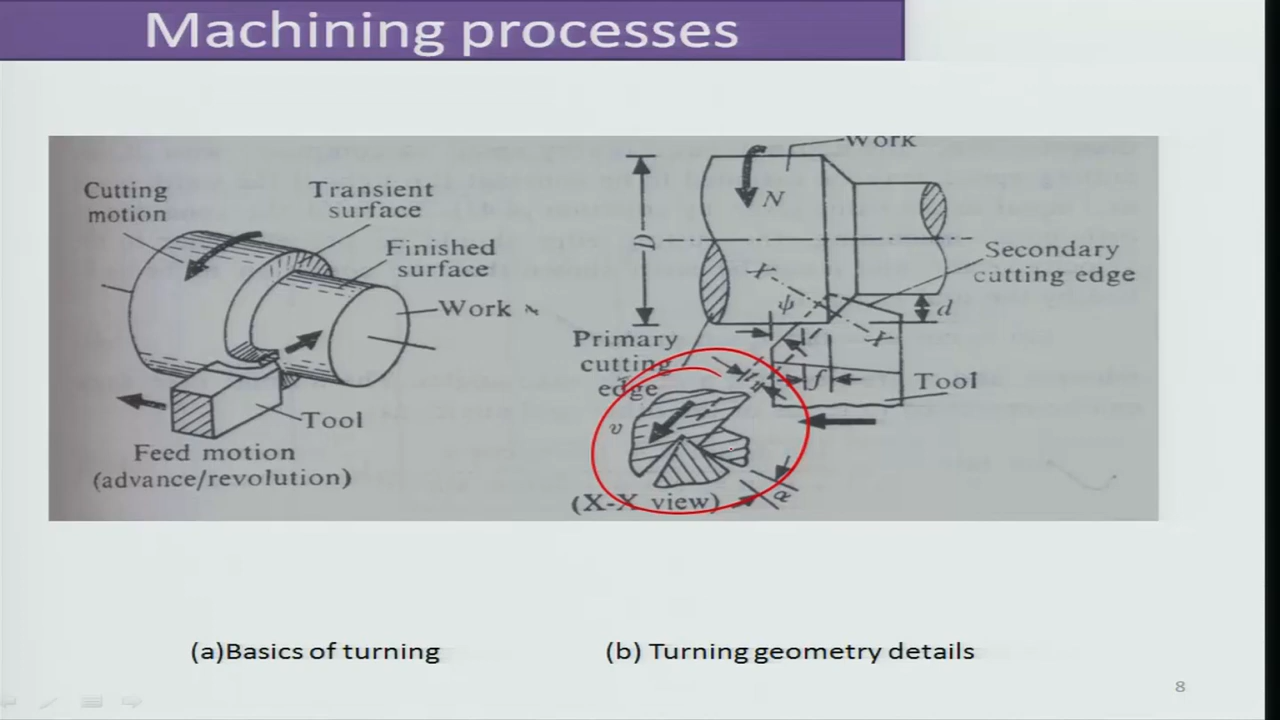 Machining processes
Cutting
motion
Transient
surface
Finished
surface
Work
Tool
Feed motion
(advance/revolution)
Work
N
D
Secondary
cutting edge
ψ
d
X
X
Primary
cutting
edge
f
Tool
v
(X-X view)
(a)Basics of turning
(b) Turning geometry details
8